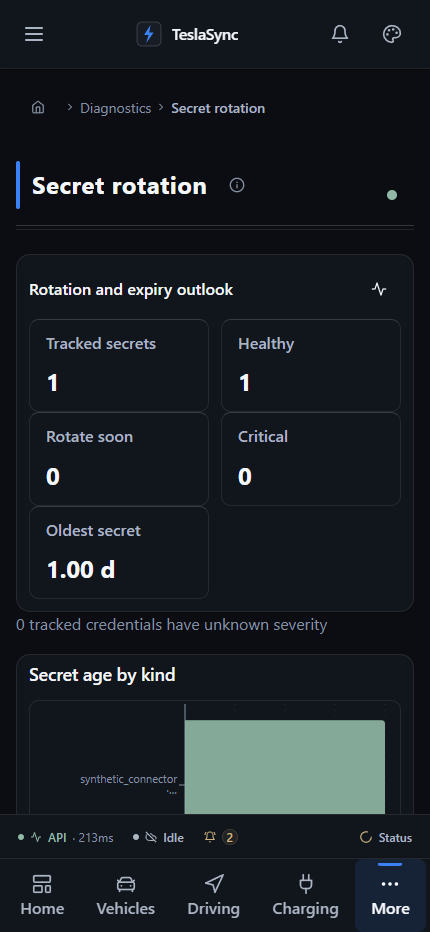 TeslaSync
Diagnostics
Secret rotation
Secret rotation
Rotation and expiry outlook
Tracked secrets
Healthy
1
1
Rotate soon
Critical
0
0
Oldest secret
1.00 d
0 tracked credentials have unknown severity
Secret age by kind
synthetic_connector
·...
API · 213ms
Idle
2
Status
Home
Vehicles
Driving
Charging
More